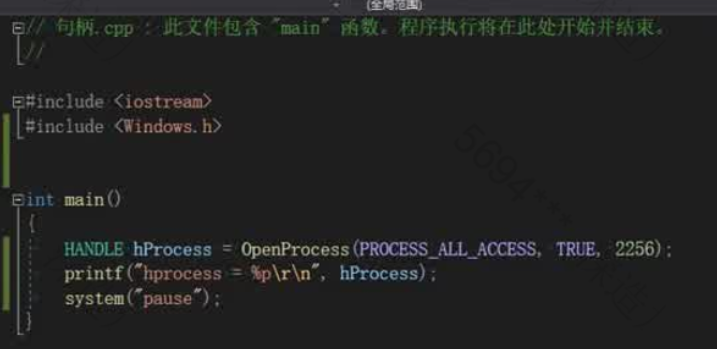 (全局范围)
// 句柄.cpp : 此文件包含 "main" 函数。程序执行将在此处开始并结束。
//
#include <iostream>
#include <Windows.h>
int main()
{
HANDLE hProcess = OpenProcess(PROCESS_ALL_ACCESS, TRUE, 2256);
printf("hprocess = %p\r\n", hProcess);
system("pause");
}
5694***